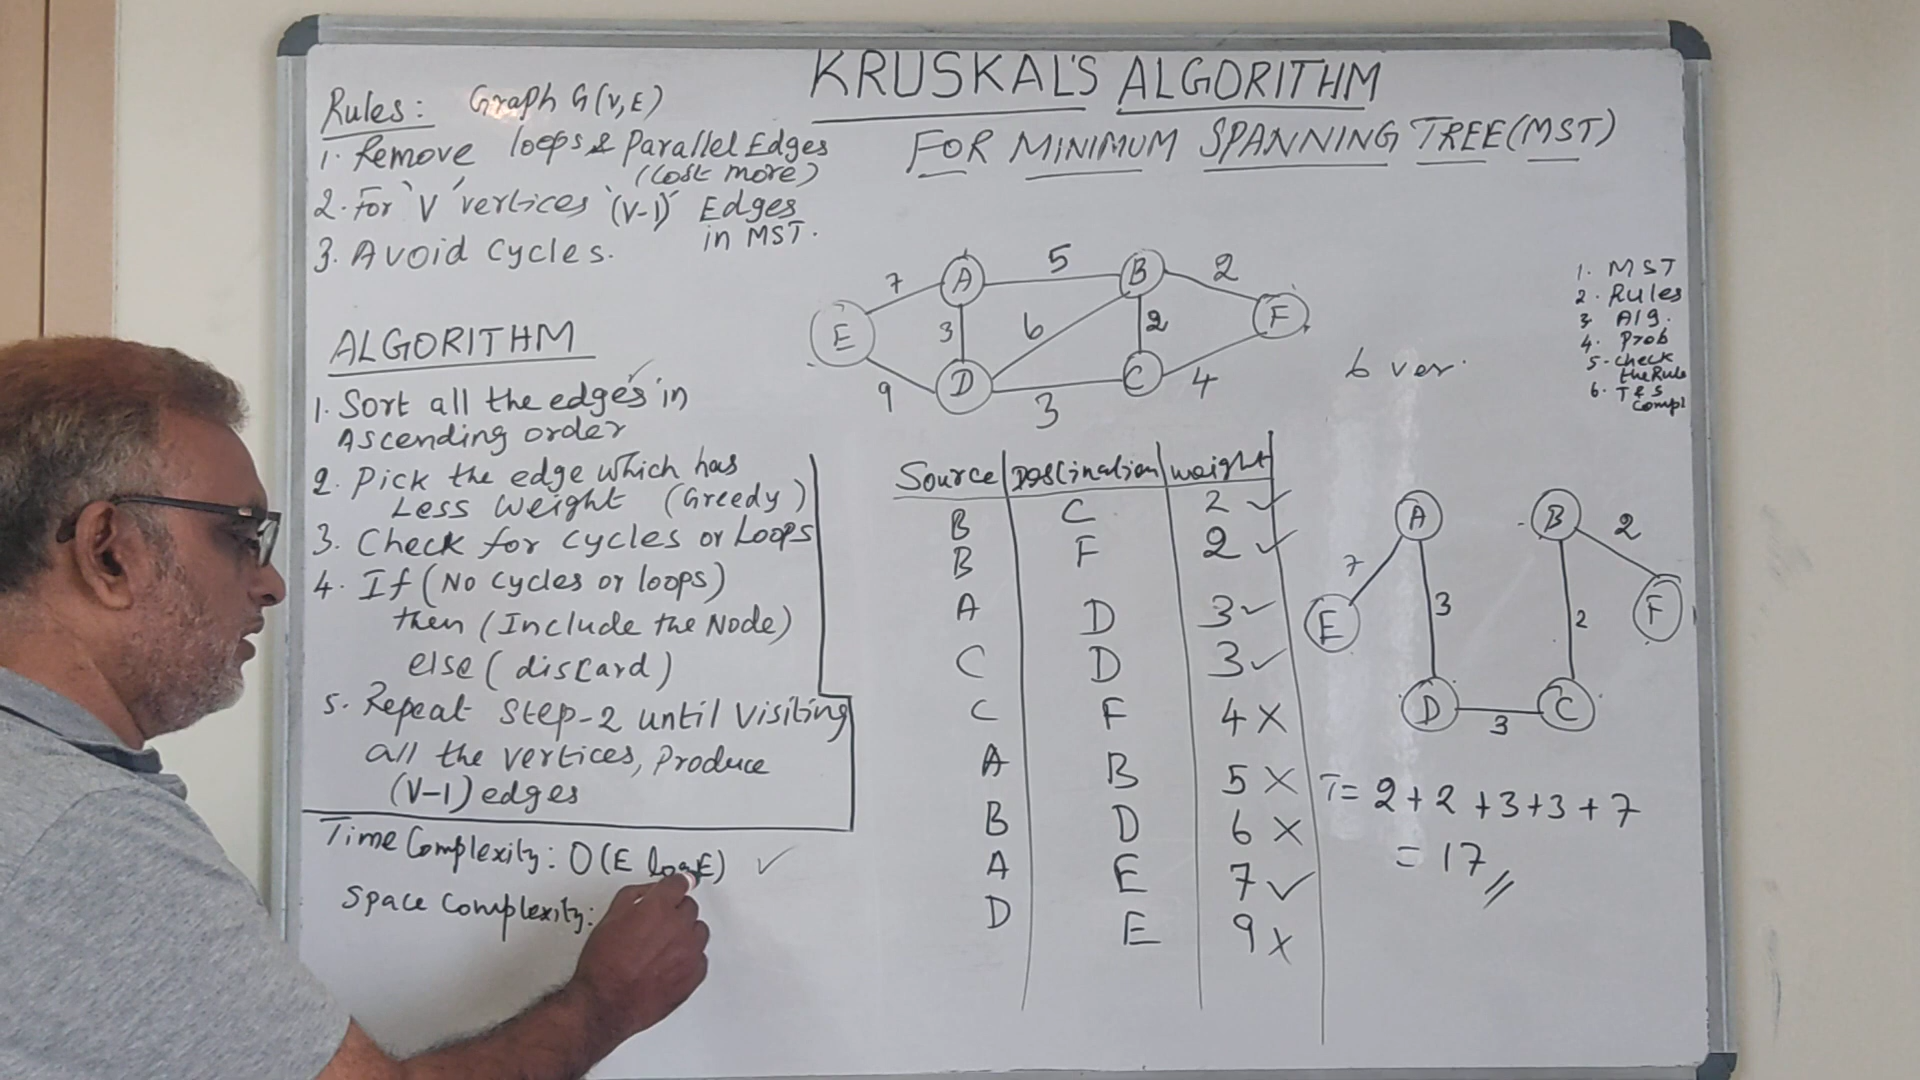 KRUSKAL'S ALGORITHM
FOR MINIMUM SPANNING TREE(MST)
Rules: Graph G(V,E)
1. Remove loops & Parallel Edges
(Cost more)
2. For 'V' vertices '(V-1)' Edges
in MST.
3. Avoid Cycles.
ALGORITHM
1. Sort all the edges in
Ascending order
2. Pick the edge which has
Less Weight (Greedy)
3. Check for cycles or Loops
4. If (No cycles or loops)
then (Include the Node)
else (discard)
5. Repeat Step-2 until Visiting
all the vertices, Produce
(V-1) edges
Time Complexity: O(E log E) ✓
Space Complexity:
7 A 5 B 2
E 3 6 2 F
9 D 3 C 4
6 ver.
1. MST
2. Rules
3. Alg.
4. Prob
5. Check
the Rule
6. T & S
Compl
Source Destination Weight
B C 2 ✓
B F 2 ✓
A D 3 ✓
C D 3 ✓
C F 4 X
A B 5 X
B D 6 X
A E 7 ✓
D E 9 X
A B 2
7 E 3 2 F
D 3 C
T= 2+2+3+3+7
= 17 //